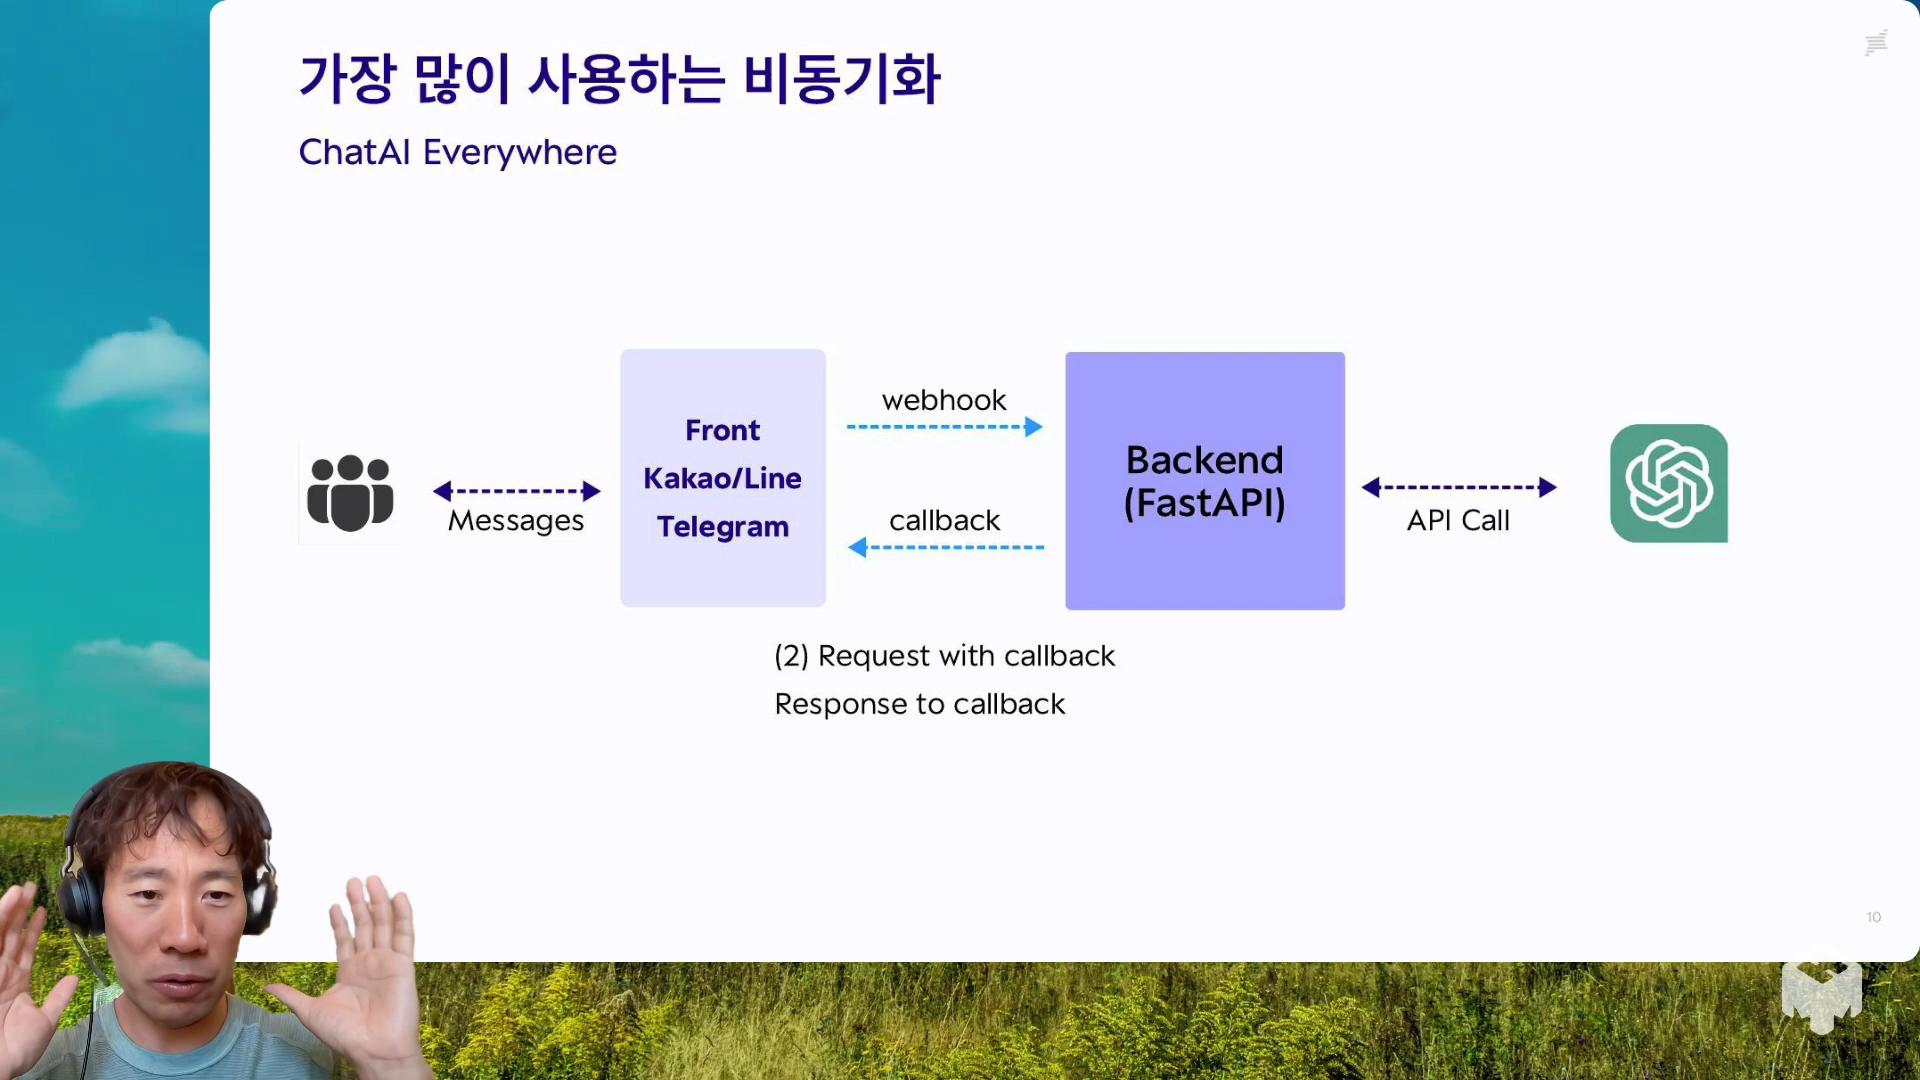 가장 많이 사용하는 비동기화
ChatAI Everywhere
Front
Kakao/Line
Telegram
Messages
webhook
callback
Backend
(FastAPI)
API Call
(2) Request with callback
Response to callback
10